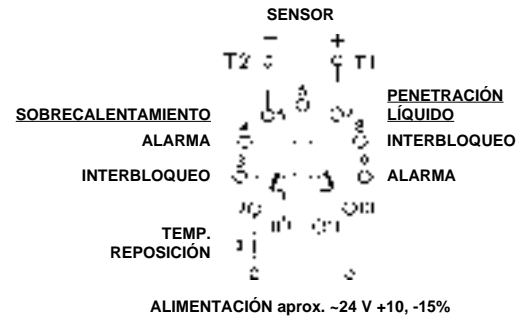 SENSOR
− +
T2 T1
SOBRECALENTAMIENTO
PENETRACIÓN
LÍQUIDO
ALARMA
INTERBLOQUEO
INTERBLOQUEO
ALARMA
TEMP.
REPOSICIÓN
ALIMENTACIÓN aprox. ~24 V +10, -15%